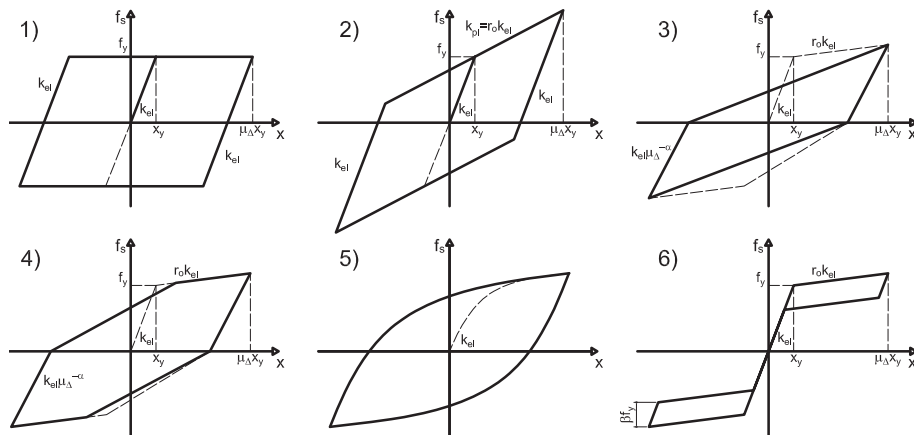 1)
fs
fy
kel
kel
xy
μΔxy
x
kel
2)
fs
kpl=rokel
fy
kel
kel
xy
μΔxy
x
kel
3)
fs
fy
rokel
kel
xy
μΔxy
x
kelμΔ-α
4)
fs
fy
rokel
kel
xy
μΔxy
x
kelμΔ-α
5)
fs
kel
x
6)
fs
fy
rokel
kel
xy
μΔxy
x
βfy